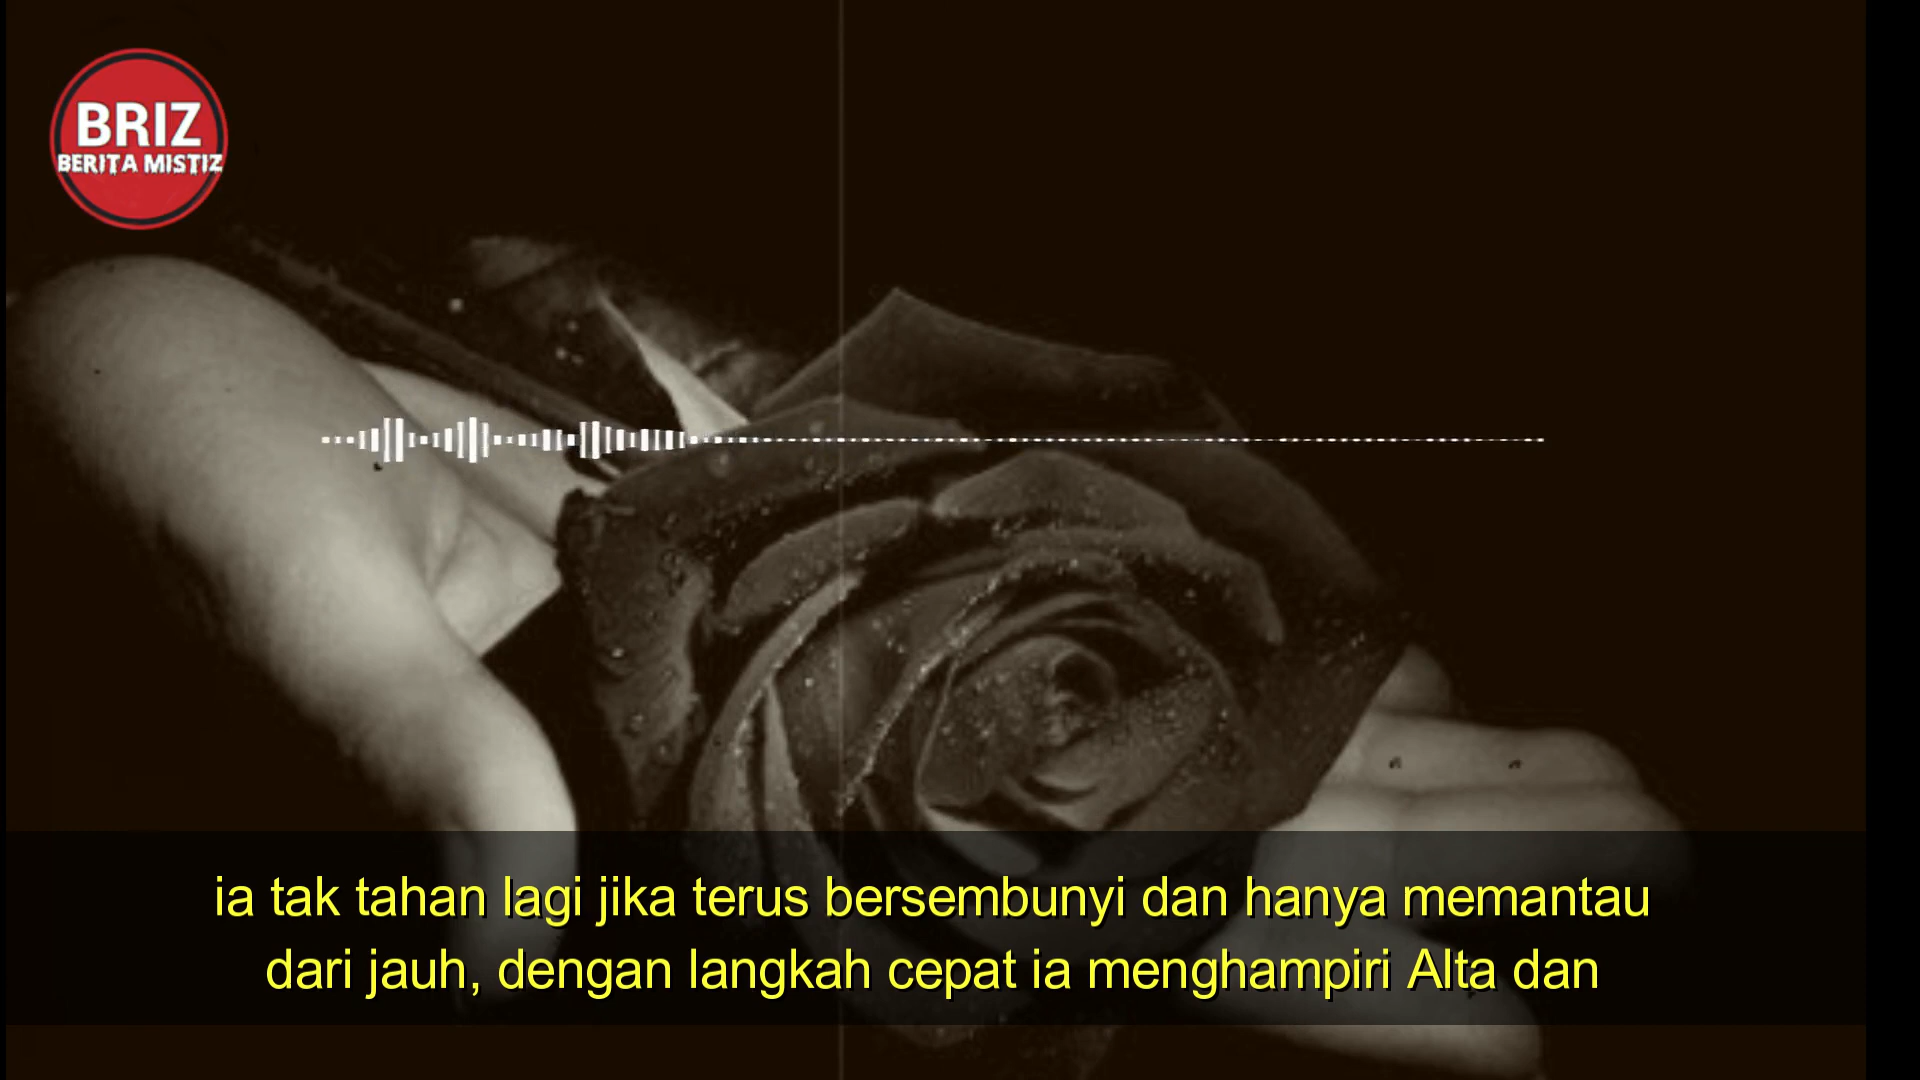 BRIZ
BERITA MISTIZ
ia tak tahan lagi jika terus bersembunyi dan hanya memantau
dari jauh, dengan langkah cepat ia menghampiri Alta dan